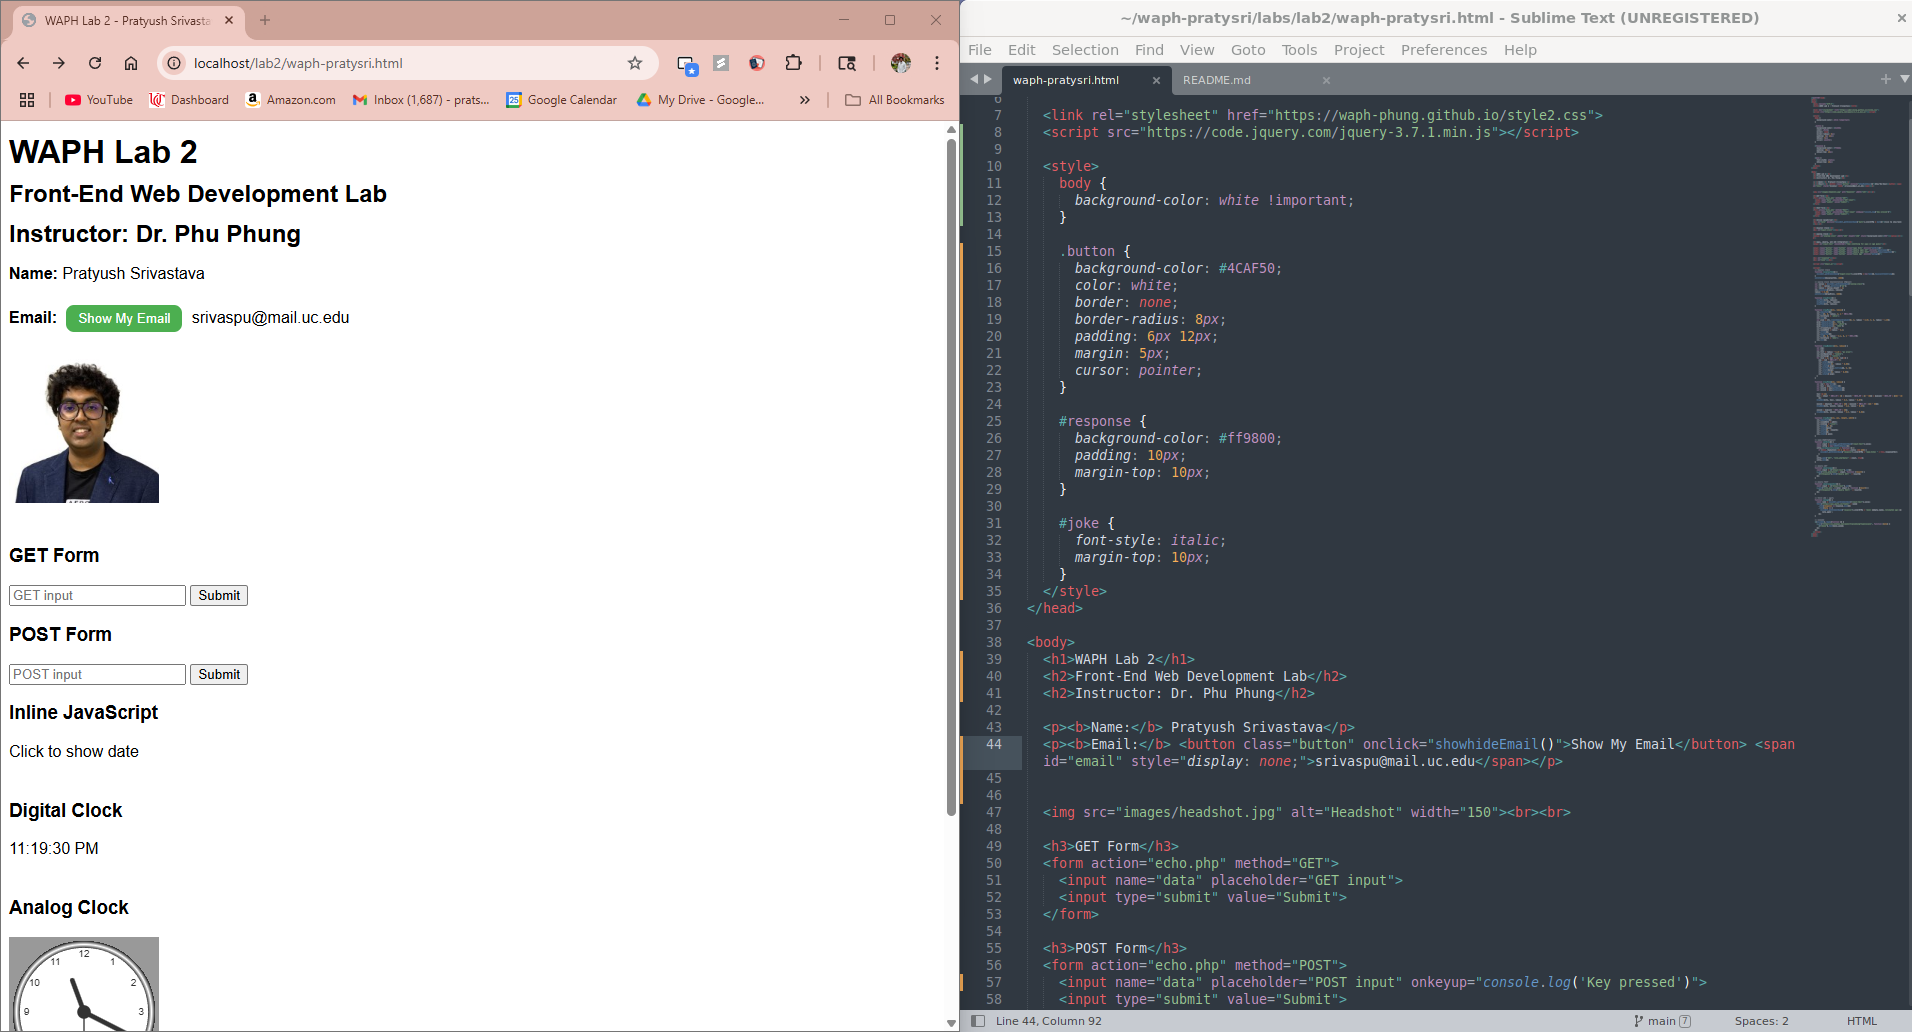 WAPH Lab 2 - Pratyush Srivasta
localhost/lab2/waph-pratysri.html
YouTube
Dashboard
Amazon.com
Inbox (1,687) - prats...
Google Calendar
My Drive - Google...
All Bookmarks
WAPH Lab 2
Front-End Web Development Lab
Instructor: Dr. Phu Phung
Name: Pratyush Srivastava
Email: Show My Email srivaspu@mail.uc.edu
GET Form
GET input Submit
POST Form
POST input Submit
Inline JavaScript
Click to show date
Digital Clock
11:19:30 PM
Analog Clock
12
11 1
10 2
9 3
~/waph-pratysri/labs/lab2/waph-pratysri.html - Sublime Text (UNREGISTERED)
File Edit Selection Find View Goto Tools Project Preferences Help
waph-pratysri.html README.md
6
7 <link rel="stylesheet" href="https://waph-phung.github.io/style2.css">
8 <script src="https://code.jquery.com/jquery-3.7.1.min.js"></script>
9
10 <style>
11 body {
12 background-color: white !important;
13 }
14
15 .button {
16 background-color: #4CAF50;
17 color: white;
18 border: none;
19 border-radius: 8px;
20 padding: 6px 12px;
21 margin: 5px;
22 cursor: pointer;
23 }
24
25 #response {
26 background-color: #ff9800;
27 padding: 10px;
28 margin-top: 10px;
29 }
30
31 #joke {
32 font-style: italic;
33 margin-top: 10px;
34 }
35 </style>
36 </head>
37
38 <body>
39 <h1>WAPH Lab 2</h1>
40 <h2>Front-End Web Development Lab</h2>
41 <h2>Instructor: Dr. Phu Phung</h2>
42
43 <p><b>Name:</b> Pratyush Srivastava</p>
44 <p><b>Email:</b> <button class="button" onclick="showhideEmail()">Show My Email</button> <span
id="email" style="display: none;">srivaspu@mail.uc.edu</span></p>
45
46
47 <img src="images/headshot.jpg" alt="Headshot" width="150"><br><br>
48
49 <h3>GET Form</h3>
50 <form action="echo.php" method="GET">
51 <input name="data" placeholder="GET input">
52 <input type="submit" value="Submit">
53 </form>
54
55 <h3>POST Form</h3>
56 <form action="echo.php" method="POST">
57 <input name="data" placeholder="POST input" onkeyup="console.log('Key pressed')">
58 <input type="submit" value="Submit">
Line 44, Column 92
main 7
Spaces: 2
HTML